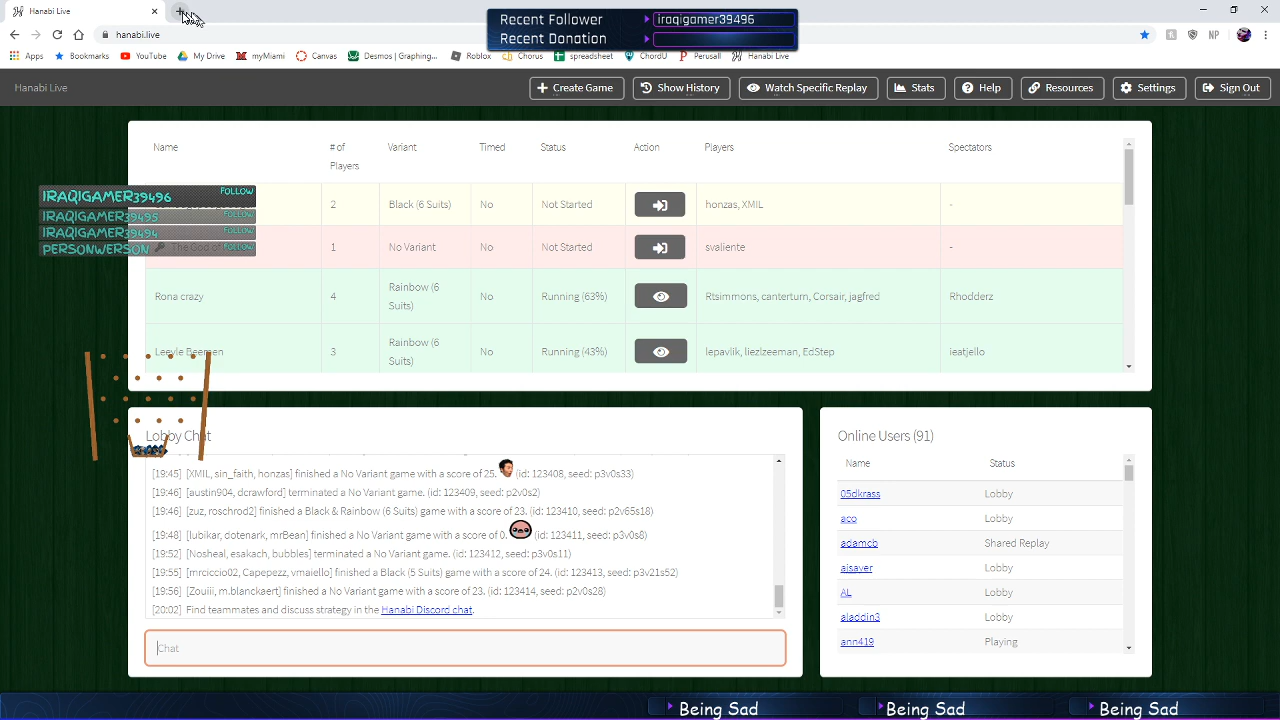 Hanabi Live
Recent Follower iraqigamer39496
Recent Donation
hanabi.live
NP
Apps Bookmarks YouTube My Drive myMiami Canvas Desmos | Graphing... Roblox Chorus spreadsheet ChordU Perusall Hanabi Live
Hanabi Live Create Game Show History Watch Specific Replay Stats Help Resources Settings Sign Out
Name # of Players Variant Timed Status Action Players Spectators
IRAQIGAMER39496 FOLLOW
IRAQIGAMER39495 FOLLOW
IRAQIGAMER39494 FOLLOW
PERSONWERSON FOLLOW
2 Black (6 Suits) No Not Started honzas, XMIL -
The God of 1 No Variant No Not Started svaliente -
Rona crazy 4 Rainbow (6 Suits) No Running (63%) Rtsimmons, canterturn, Corsair, jagfred Rhodderz
3 Rainbow (6 Suits) No Running (43%) lepavlik, liezlzeeman, EdStep ieatjello
Lobby Chat
[19:45] [XMIL, sin_faith, honzas] finished a No Variant game with a score of 25. (id: 123408, seed: p3v0s33)
[19:46] [austin904, dcrawford] terminated a No Variant game. (id: 123409, seed: p2v0s2)
[19:46] [zuz, roschrod2] finished a Black & Rainbow (6 Suits) game with a score of 23. (id: 123410, seed: p2v65s18)
[19:48] [lubikar, dotenark, mrBean] finished a No Variant game with a score of 0. (id: 123411, seed: p3v0s8)
[19:52] [Nosheal, esakach, bubbles] terminated a No Variant game. (id: 123412, seed: p3v0s11)
[19:55] [mrciccio02, Capepezz, vmaiello] finished a Black (5 Suits) game with a score of 24. (id: 123413, seed: p3v21s52)
[19:56] [Zouiii, m.blanckaert] finished a No Variant game with a score of 23. (id: 123414, seed: p2v0s28)
[20:02] Find teammates and discuss strategy in the Hanabi Discord chat.
Chat
Online Users (91)
Name Status
05dkrass Lobby
aco Lobby
adamcb Shared Replay
aisaver Lobby
AL Lobby
aladdin3 Lobby
ann419 Playing
Being Sad Being Sad Being Sad